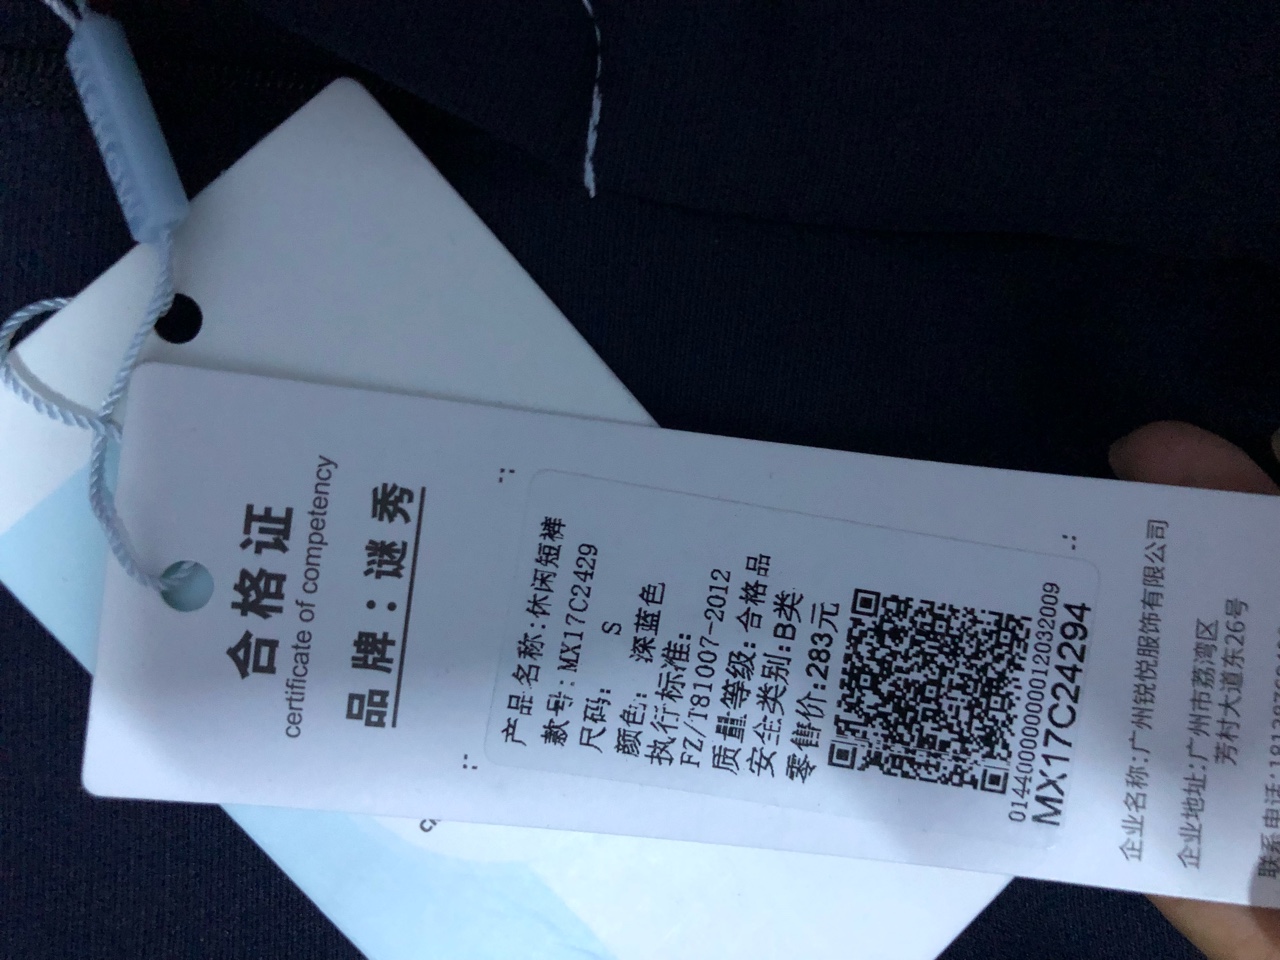 合格证
certificate of competency
品牌：谜秀
产品名称:休闲短裤
款号:MX17C2429
尺码: S
颜色: 深蓝色
执行标准:
FZ/T81007-2012
质量等级:合格品
安全类别:B类
零售价:283元
MX17C24294
企业名称:广州锐悦服饰有限公司
企业地址:广州市荔湾区
芳村大道东26号
联系电话: